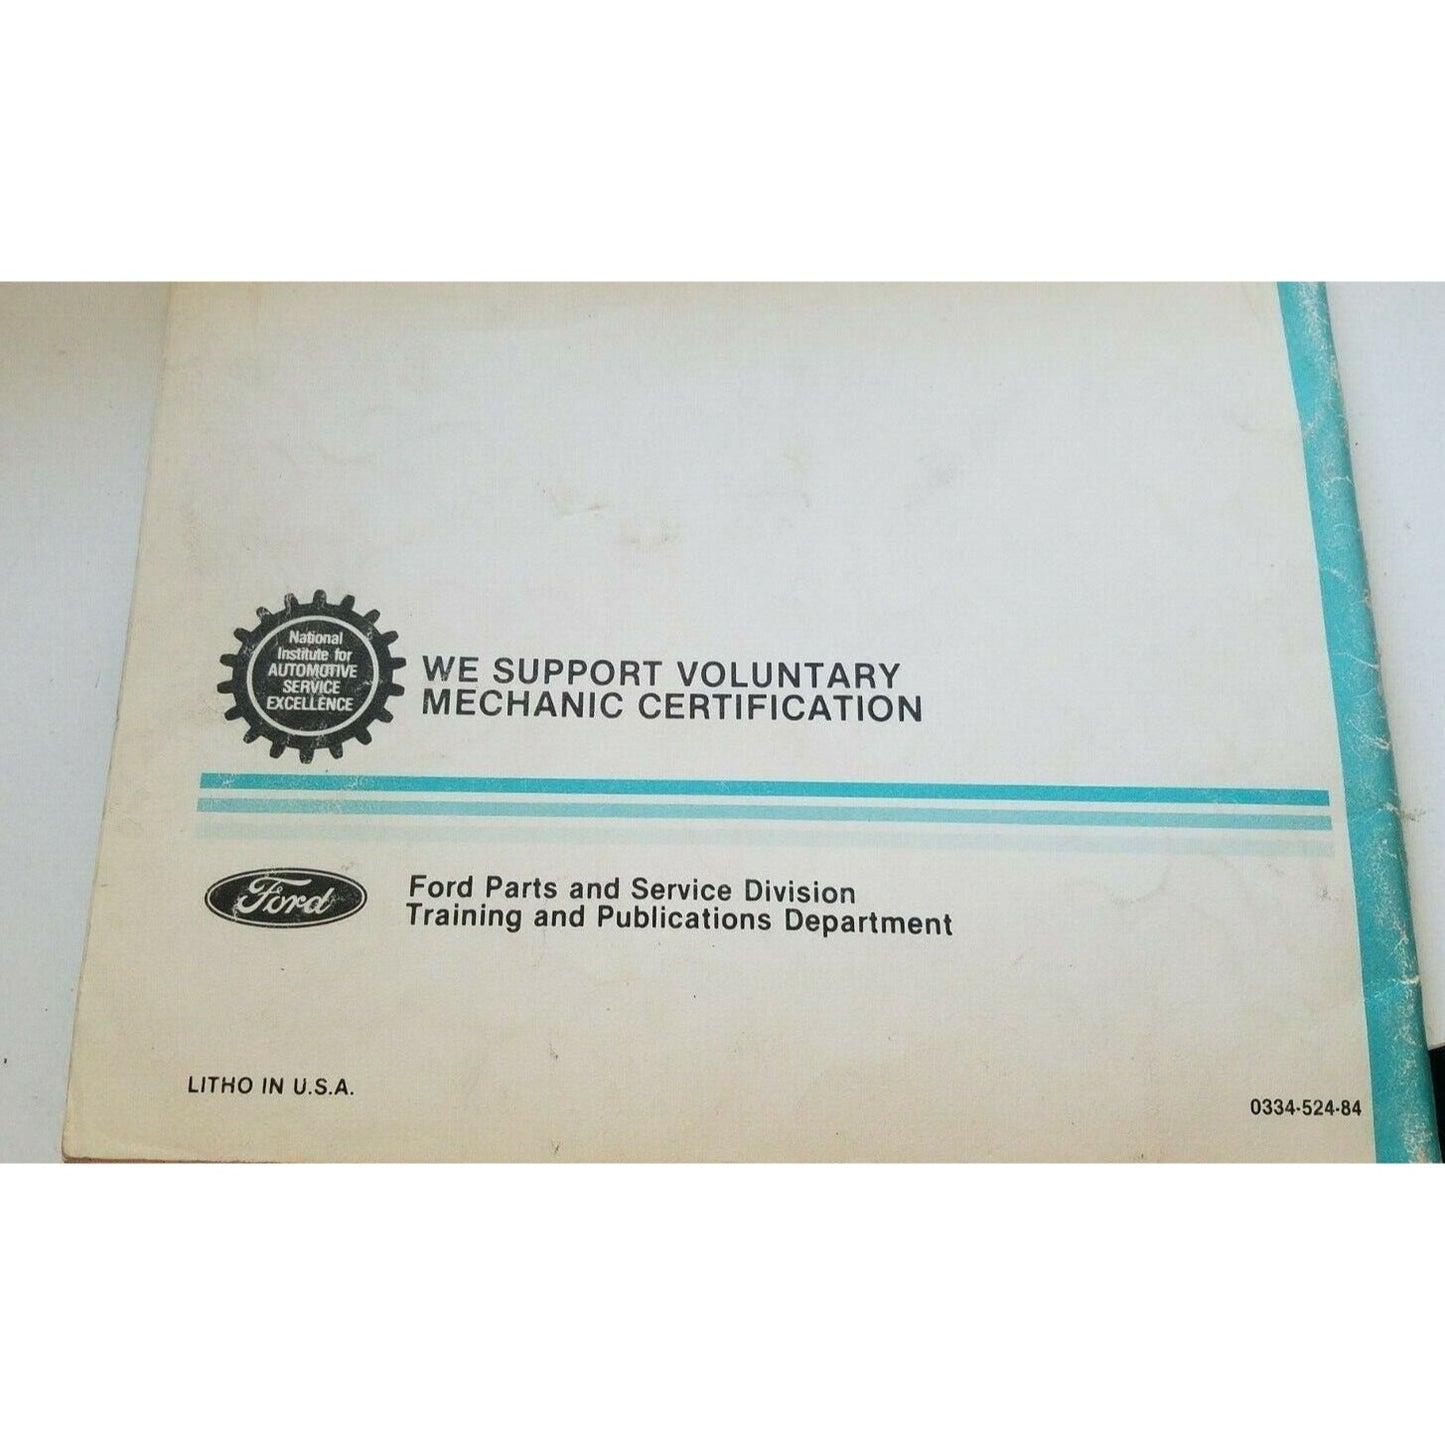 National
Institute for
AUTOMOTIVE
SERVICE
EXCELLENCE
WE SUPPORT VOLUNTARY
MECHANIC CERTIFICATION
Ford
Ford Parts and Service Division
Training and Publications Department
LITHO IN U.S.A.
0334-524-84